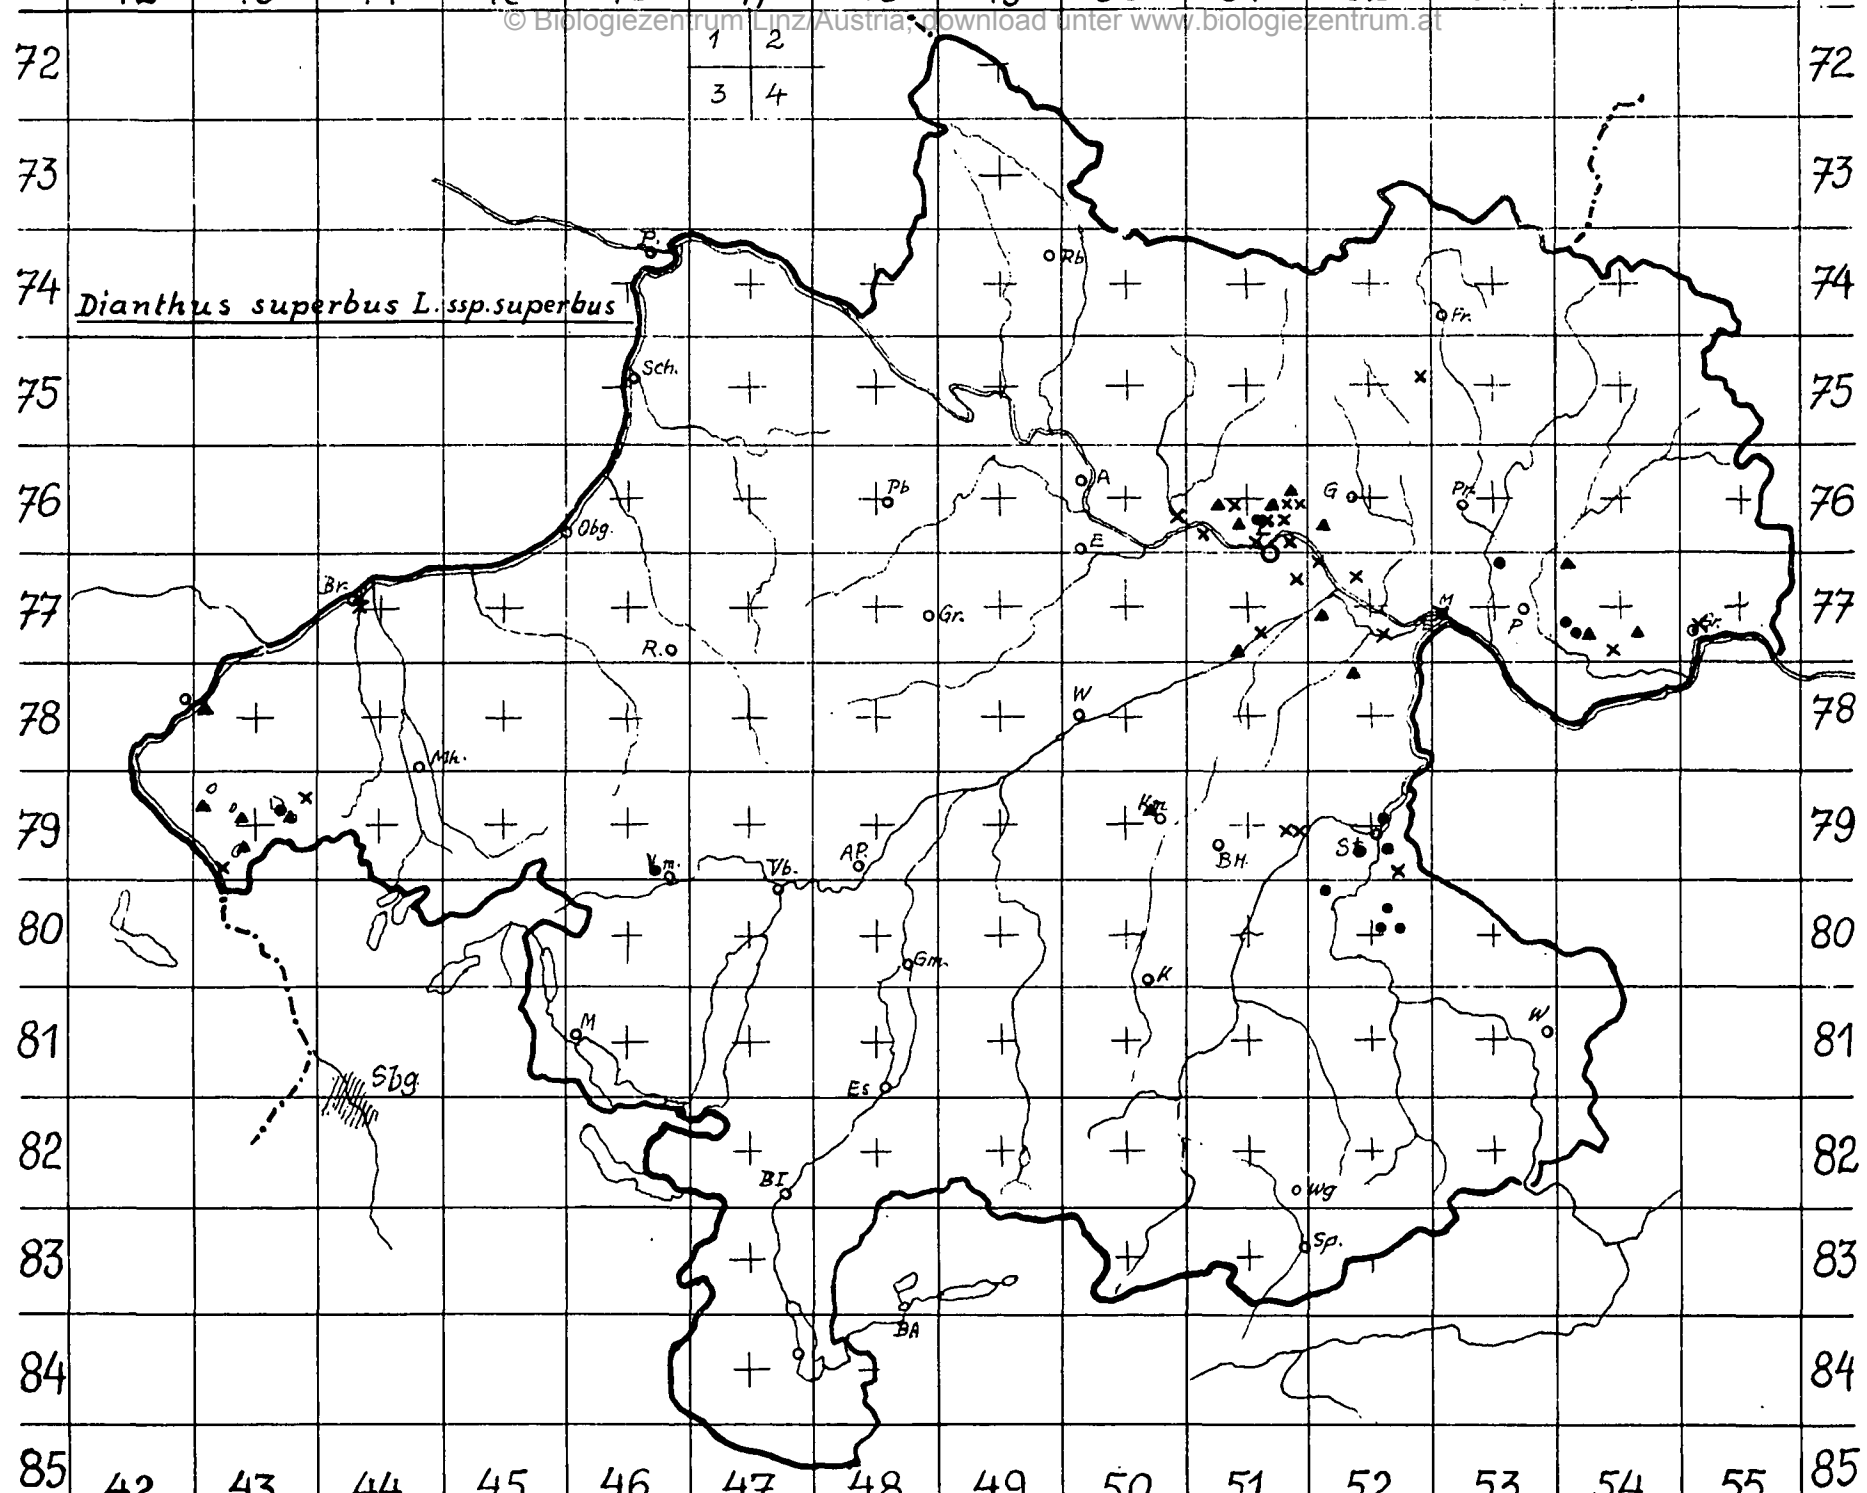 © Biologiezentrum Linz/Austria; download unter www.biologiezentrum.at
1 2
3 4
72 72
73 73
P.
Rb
74 74
Dianthus superbus L. ssp. superbus
Fr.
Sch.
75 75
Pb
A
G
Pr.
76 76
Obg.
E
L
Br.
77 77
Gr.
M
P
Gr.
R.
W
78 78
Mh.
Km
79 79
BH.
St
AP.
Vm.
Vb.
80 80
Gm.
K
M
W
81 81
Sbg.
Es
82 82
BI
Wg
Sp.
83 83
BA
84 84
85 42 43 44 45 46 47 48 49 50 51 52 53 54 55 85